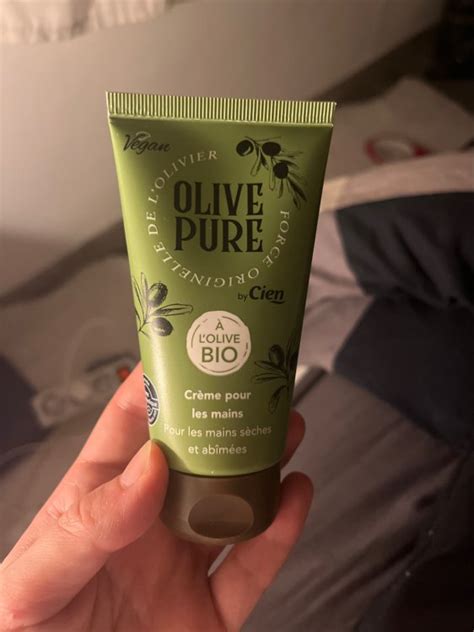 Vegan
FORCE ORIGINELLE DE L'OLIVIER
OLIVE
PURE
by Cien
À
L'OLIVE
BIO
Crème pour
les mains
Pour les mains sèches
et abîmées